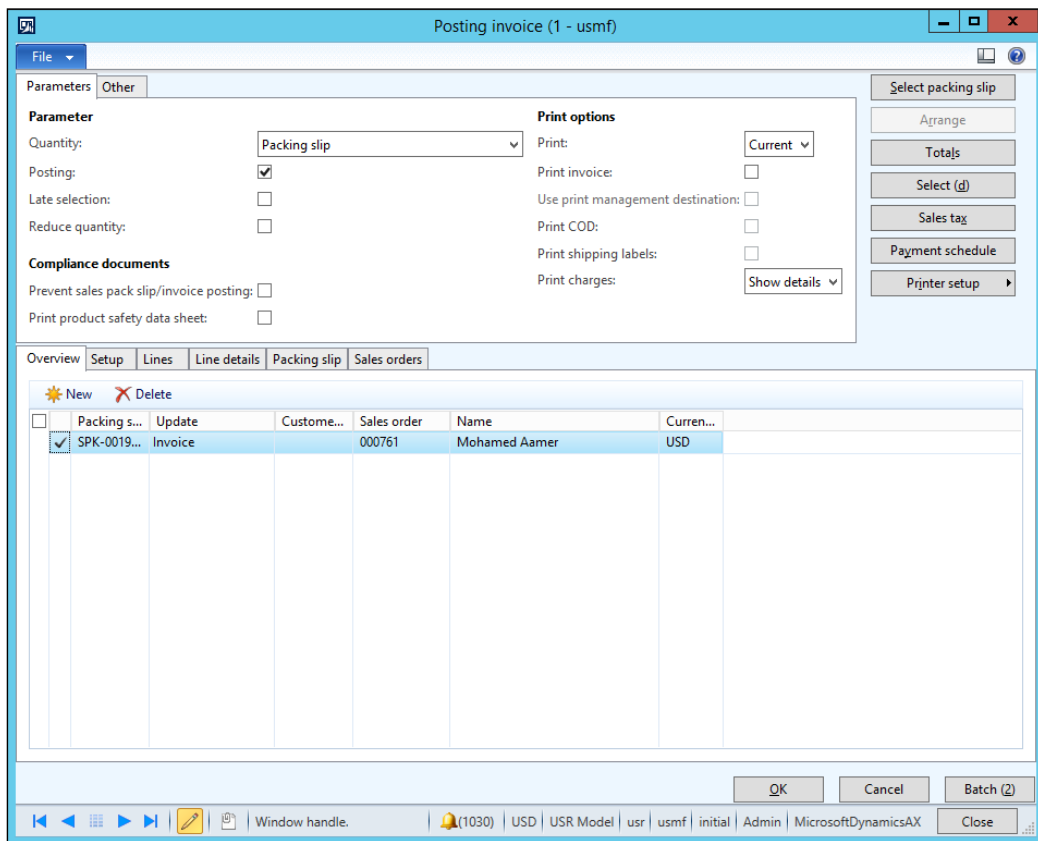 Posting invoice (1 - usmf)
File
Parameters Other
Select packing slip
Parameter Print options
Arrange
Quantity: Packing slip Print: Current
Totals
Posting: Print invoice:
Select (d)
Late selection: Use print management destination:
Sales tax
Reduce quantity: Print COD:
Print shipping labels:
Payment schedule
Compliance documents
Print charges: Show details
Printer setup
Prevent sales pack slip/invoice posting:
Print product safety data sheet:
Overview Setup Lines Line details Packing slip Sales orders
New Delete
Packing s... Update Custome... Sales order Name Curren...
SPK-0019... Invoice 000761 Mohamed Aamer USD
OK Cancel Batch (2)
Window handle. (1030) USD USR Model usr usmf initial Admin MicrosoftDynamicsAX Close